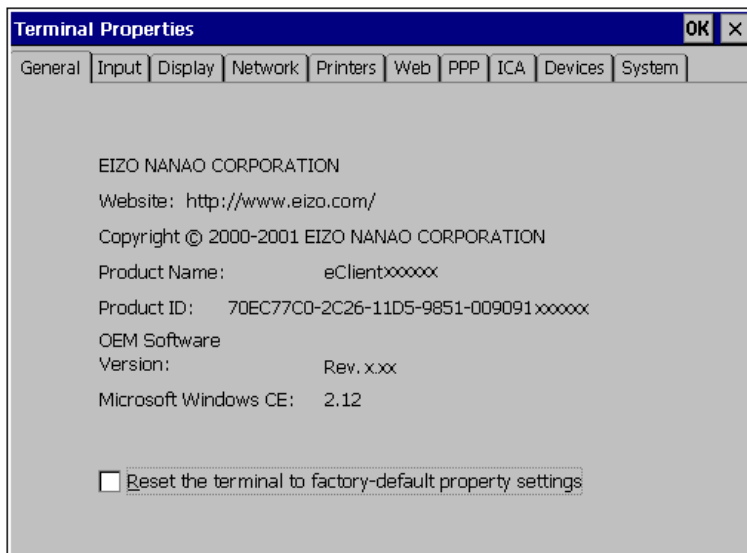 Terminal Properties OK ×
General Input Display Network Printers Web PPP ICA Devices System
EIZO NANAO CORPORATION
Website: http://www.eizo.com/
Copyright © 2000-2001 EIZO NANAO CORPORATION
Product Name: eClientxxxxxx
Product ID: 70EC77C0-2C26-11D5-9851-009091xxxxxx
OEM Software
Version: Rev. x.xx
Microsoft Windows CE: 2.12
Reset the terminal to factory-default property settings